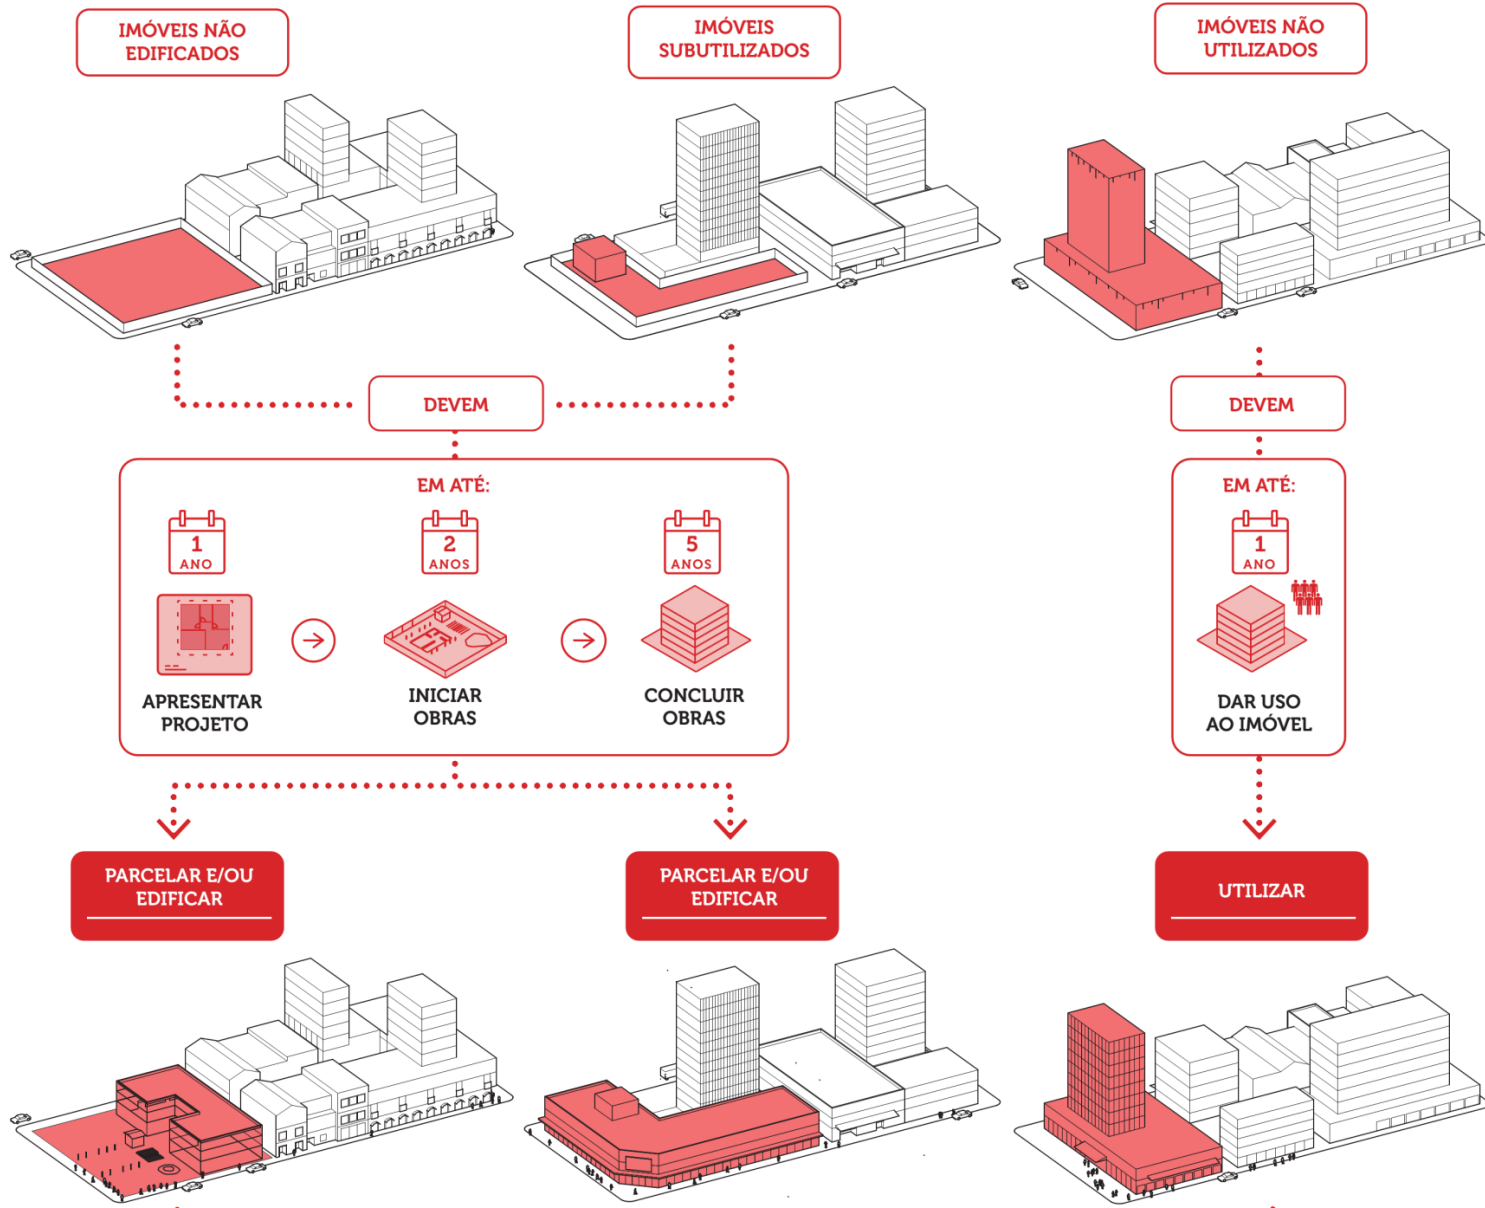 IMÓVEIS NÃO
EDIFICADOS
IMÓVEIS
SUBUTILIZADOS
IMÓVEIS NÃO
UTILIZADOS
DEVEM
DEVEM
EM ATÉ:
1
ANO
2
ANOS
5
ANOS
APRESENTAR
PROJETO
INICIAR
OBRAS
CONCLUIR
OBRAS
EM ATÉ:
1
ANO
DAR USO
AO IMÓVEL
PARCELAR E/OU
EDIFICAR
PARCELAR E/OU
EDIFICAR
UTILIZAR